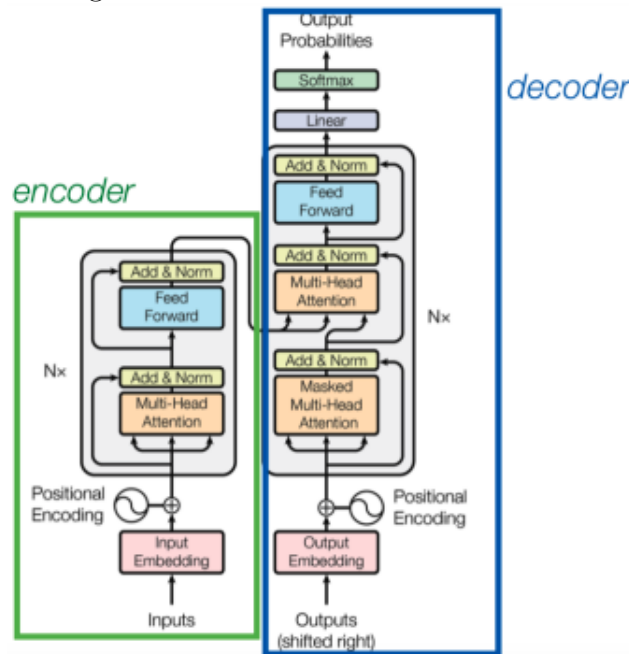 Output
Probabilities
Softmax
decoder
Linear
Add & Norm
Feed
Forward
Add & Norm
Multi-Head
Attention
N×
Add & Norm
Masked
Multi-Head
Attention
Positional
Encoding
Output
Embedding
Outputs
(shifted right)
encoder
Add & Norm
Feed
Forward
N×
Add & Norm
Multi-Head
Attention
Positional
Encoding
Input
Embedding
Inputs